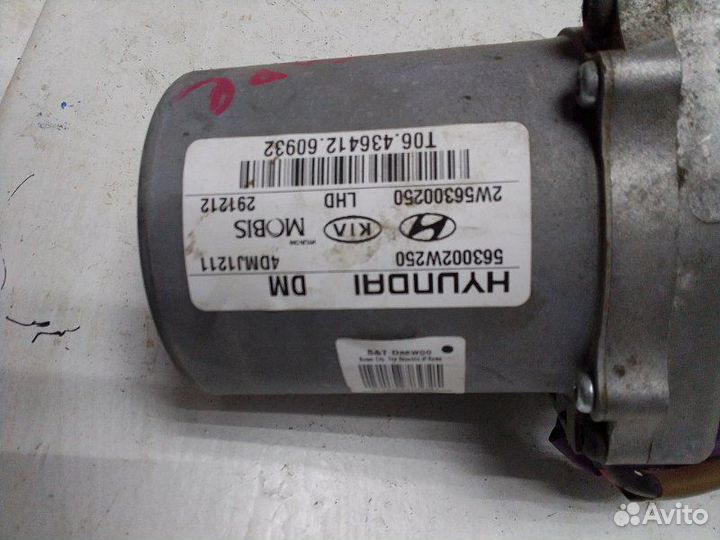 HYUNDAI DM
563002W250 4DMJ1211
KIA MOBIS
2W56300250 LHD 291212
T06.436412.60932
S&T Daewoo
Avito